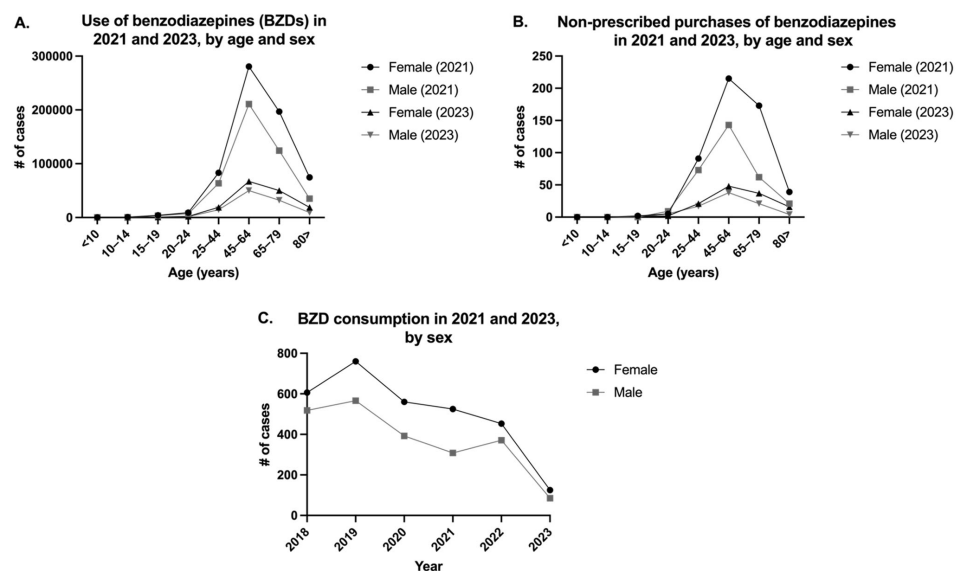 A.
Use of benzodiazepines (BZDs) in
2021 and 2023, by age and sex
300000
200000
100000
0
# of cases
<10
10–14
15–19
20–24
25–44
45–64
65–79
80>
Age (years)
Female (2021)
Male (2021)
Female (2023)
Male (2023)
B.
Non-prescribed purchases of benzodiazepines
in 2021 and 2023, by age and sex
250
200
150
100
50
0
# of cases
<10
10–14
15–19
20–24
25–44
45–64
65–79
80>
Age (years)
Female (2021)
Male (2021)
Female (2023)
Male (2023)
C.
BZD consumption in 2021 and 2023,
by sex
800
600
400
200
0
# of cases
2018
2019
2020
2021
2022
2023
Year
Female
Male